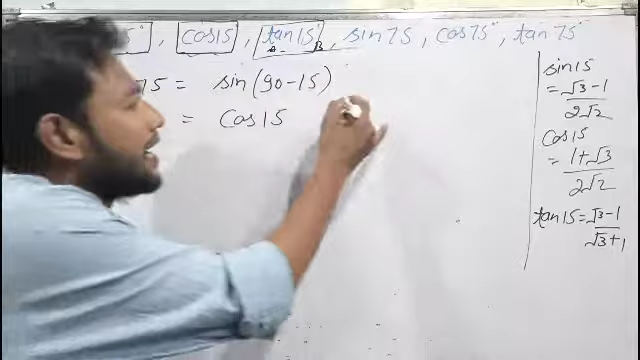 5°, cos15, tan15°, sin75, cos75°, tan75°
A- B
75 = sin(90-15)
= cos15
sin15
= √3-1
2√2
cos15
= 1+√3
2√2
tan15 = √3-1
√3+1